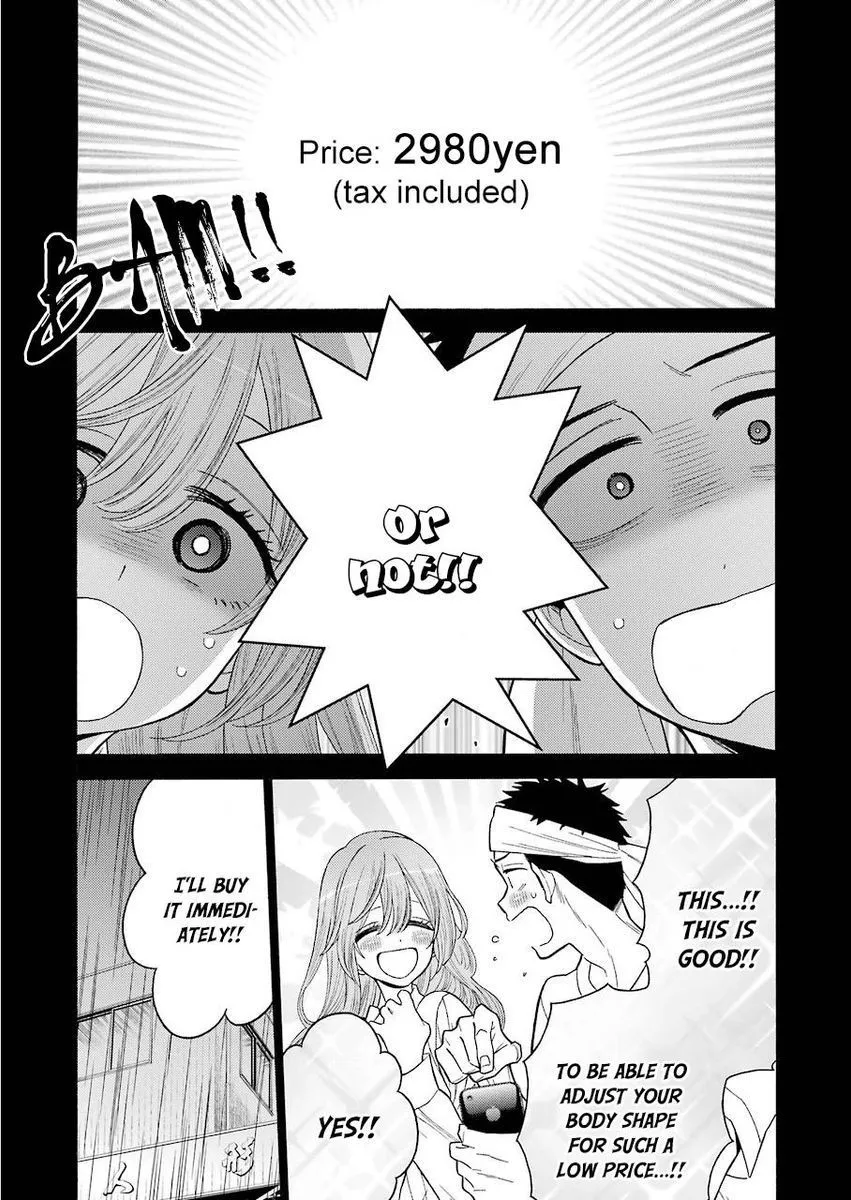 Price: 2980yen
(tax included)
BAM!!
or
not!!
THIS...!!
THIS IS
GOOD!!
TO BE ABLE TO
ADJUST YOUR
BODY SHAPE
FOR SUCH A
LOW PRICE...!!
YES!!
I'LL BUY
IT IMMEDI-
ATELY!!